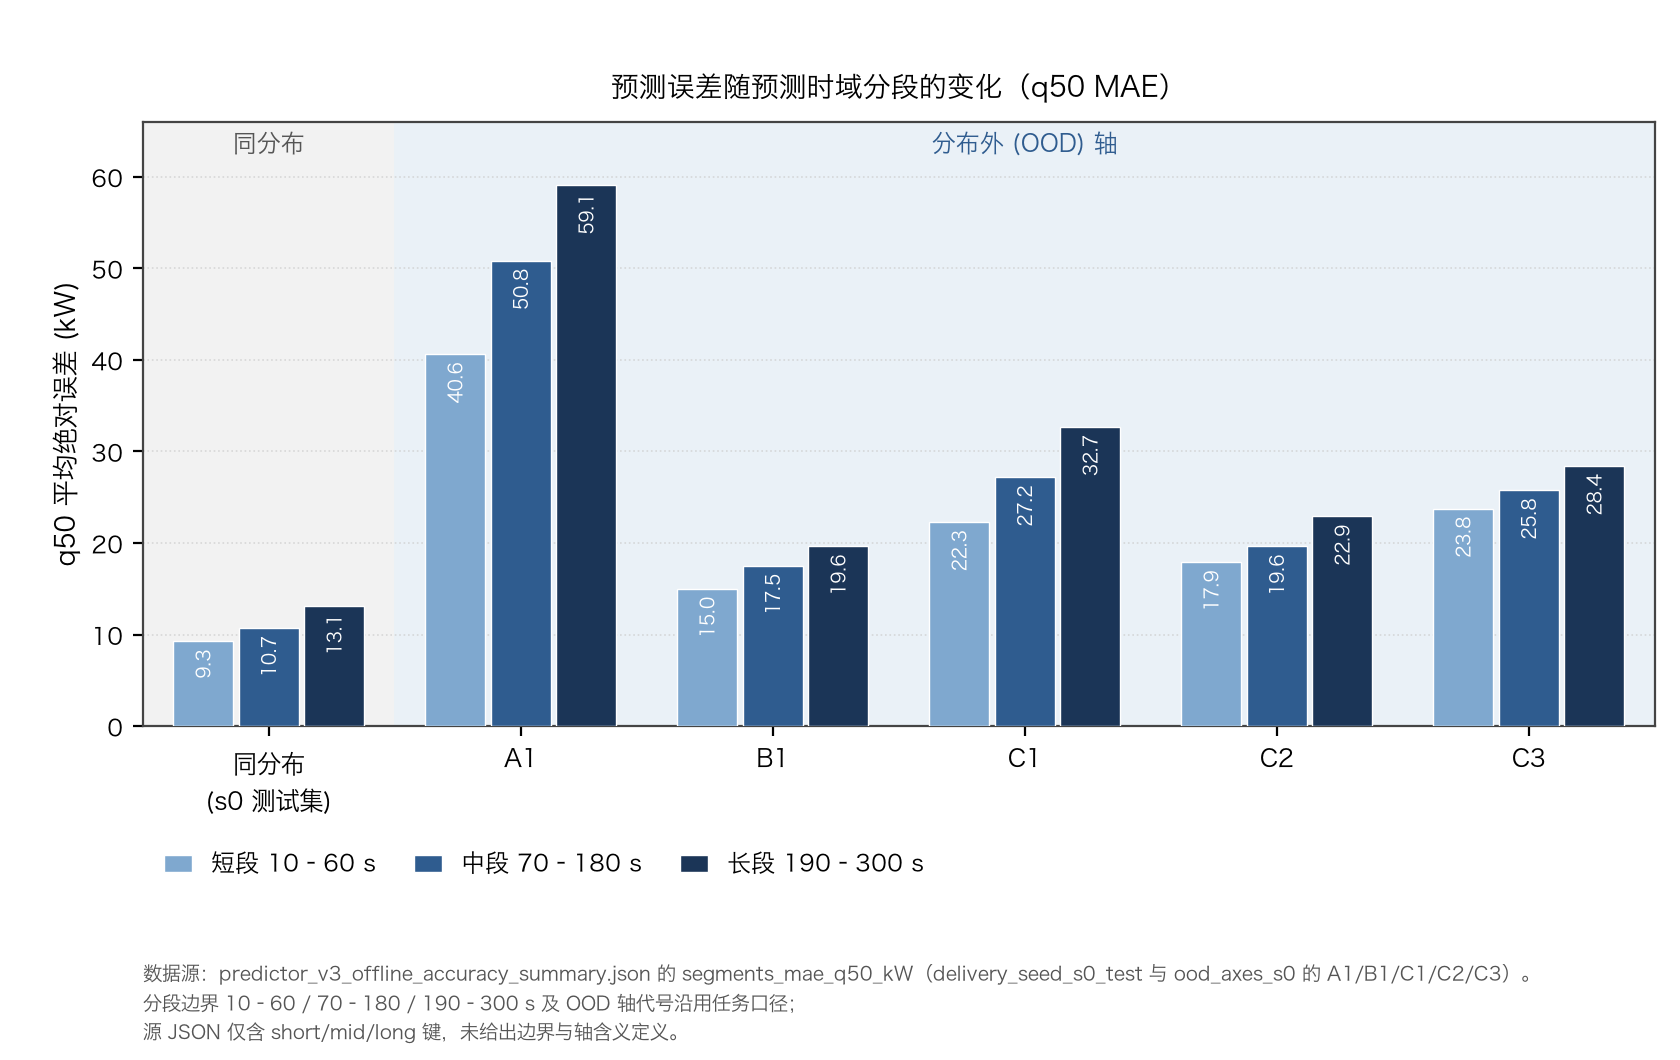 预测误差随预测时域分段的变化（q50 MAE）
同分布
分布外 (OOD) 轴
q50 平均绝对误差 (kW)
60
50
40
30
20
10
0
9.3
10.7
13.1
40.6
50.8
59.1
15.0
17.5
19.6
22.3
27.2
32.7
17.9
19.6
22.9
23.8
25.8
28.4
同分布
(s0 测试集)
A1
B1
C1
C2
C3
短段 10 - 60 s
中段 70 - 180 s
长段 190 - 300 s
数据源：predictor_v3_offline_accuracy_summary.json 的 segments_mae_q50_kW（delivery_seed_s0_test 与 ood_axes_s0 的 A1/B1/C1/C2/C3）。
分段边界 10 - 60 / 70 - 180 / 190 - 300 s 及 OOD 轴代号沿用任务口径；
源 JSON 仅含 short/mid/long 键，未给出边界与轴含义定义。